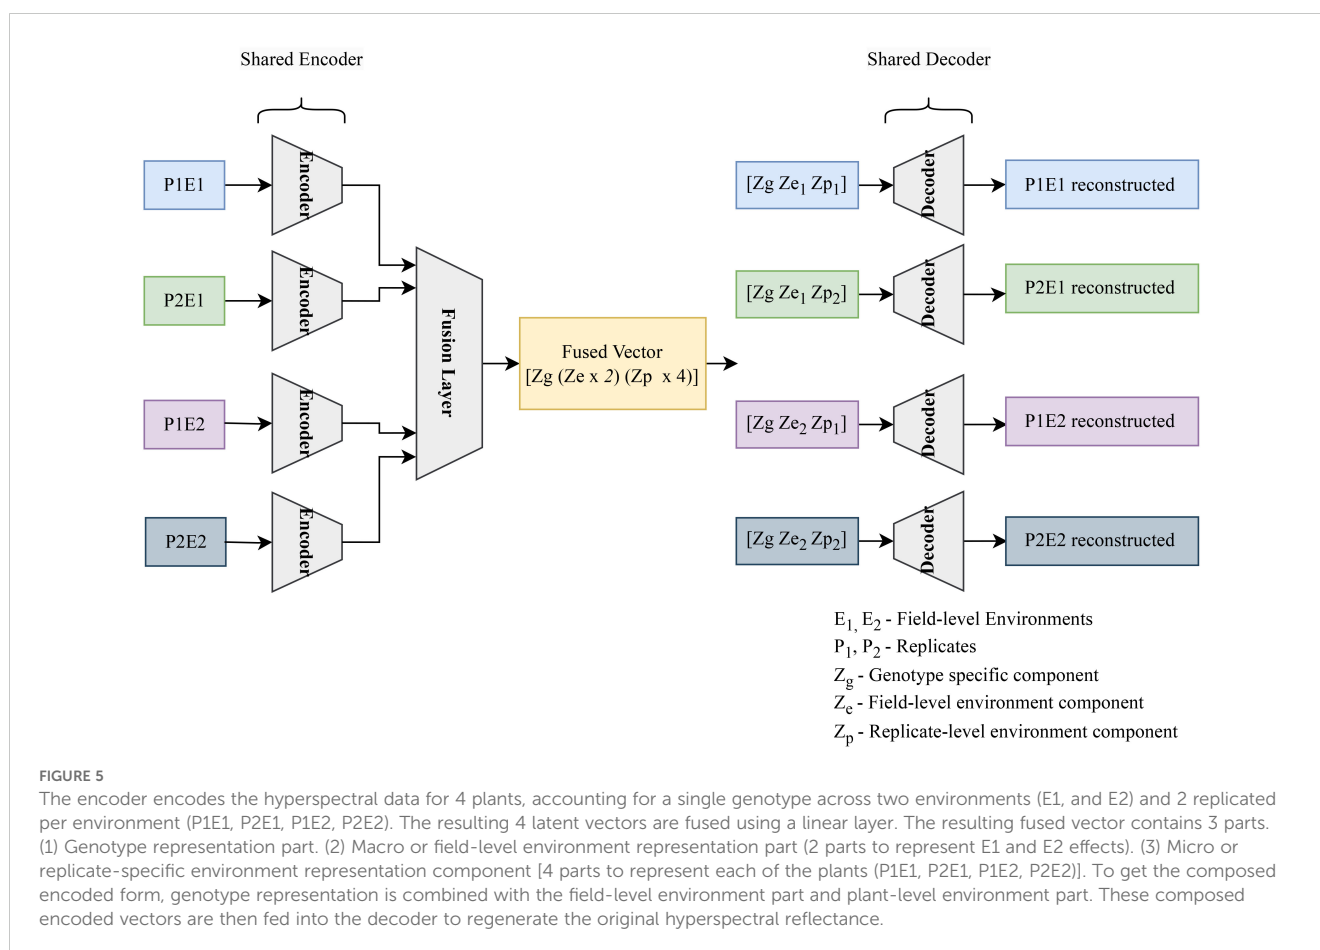 Shared Encoder
Shared Decoder
P1E1
Encoder
[Zg Ze1 Zp1]
Decoder
P1E1 reconstructed
P2E1
Encoder
[Zg Ze1 Zp2]
Decoder
P2E1 reconstructed
Fusion Layer
Fused Vector
[Zg (Ze x 2) (Zp x 4)]
P1E2
Encoder
[Zg Ze2 Zp1]
Decoder
P1E2 reconstructed
P2E2
Encoder
[Zg Ze2 Zp2]
Decoder
P2E2 reconstructed
E1, E2 - Field-level Environments
P1, P2 - Replicates
Zg - Genotype specific component
Ze - Field-level environment component
Zp - Replicate-level environment component
FIGURE 5
The encoder encodes the hyperspectral data for 4 plants, accounting for a single genotype across two environments (E1, and E2) and 2 replicated
per environment (P1E1, P2E1, P1E2, P2E2). The resulting 4 latent vectors are fused using a linear layer. The resulting fused vector contains 3 parts.
(1) Genotype representation part. (2) Macro or field-level environment representation part (2 parts to represent E1 and E2 effects). (3) Micro or
replicate-specific environment representation component [4 parts to represent each of the plants (P1E1, P2E1, P1E2, P2E2)]. To get the composed
encoded form, genotype representation is combined with the field-level environment part and plant-level environment part. These composed
encoded vectors are then fed into the decoder to regenerate the original hyperspectral reflectance.